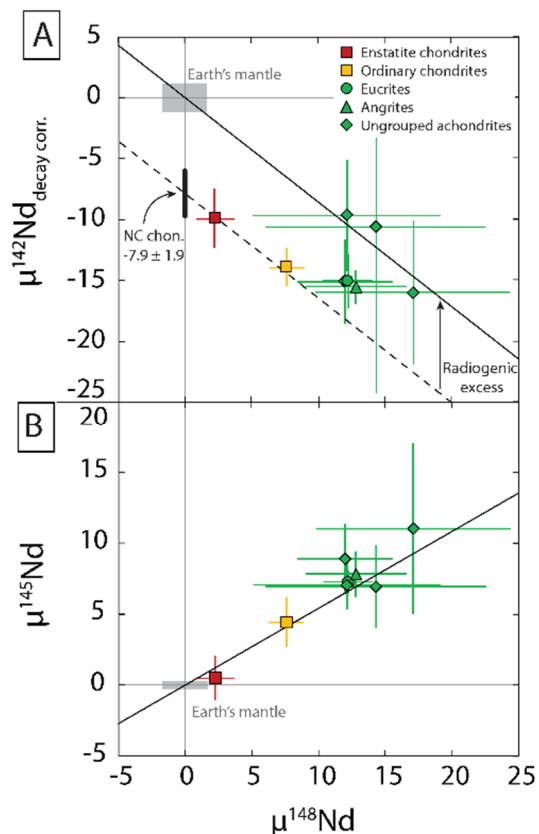 A
5
0
-5
-10
-15
-20
-25
μ¹⁴²Nd decay corr.
Earth's mantle
Enstatite chondrites
Ordinary chondrites
Eucrites
Angrites
Ungrouped achondrites
NC chon.
-7.9 ± 1.9
Radiogenic
excess
B
20
15
10
5
0
-5
μ¹⁴⁵Nd
Earth's mantle
-5 0 5 10 15 20 25
μ¹⁴⁸Nd